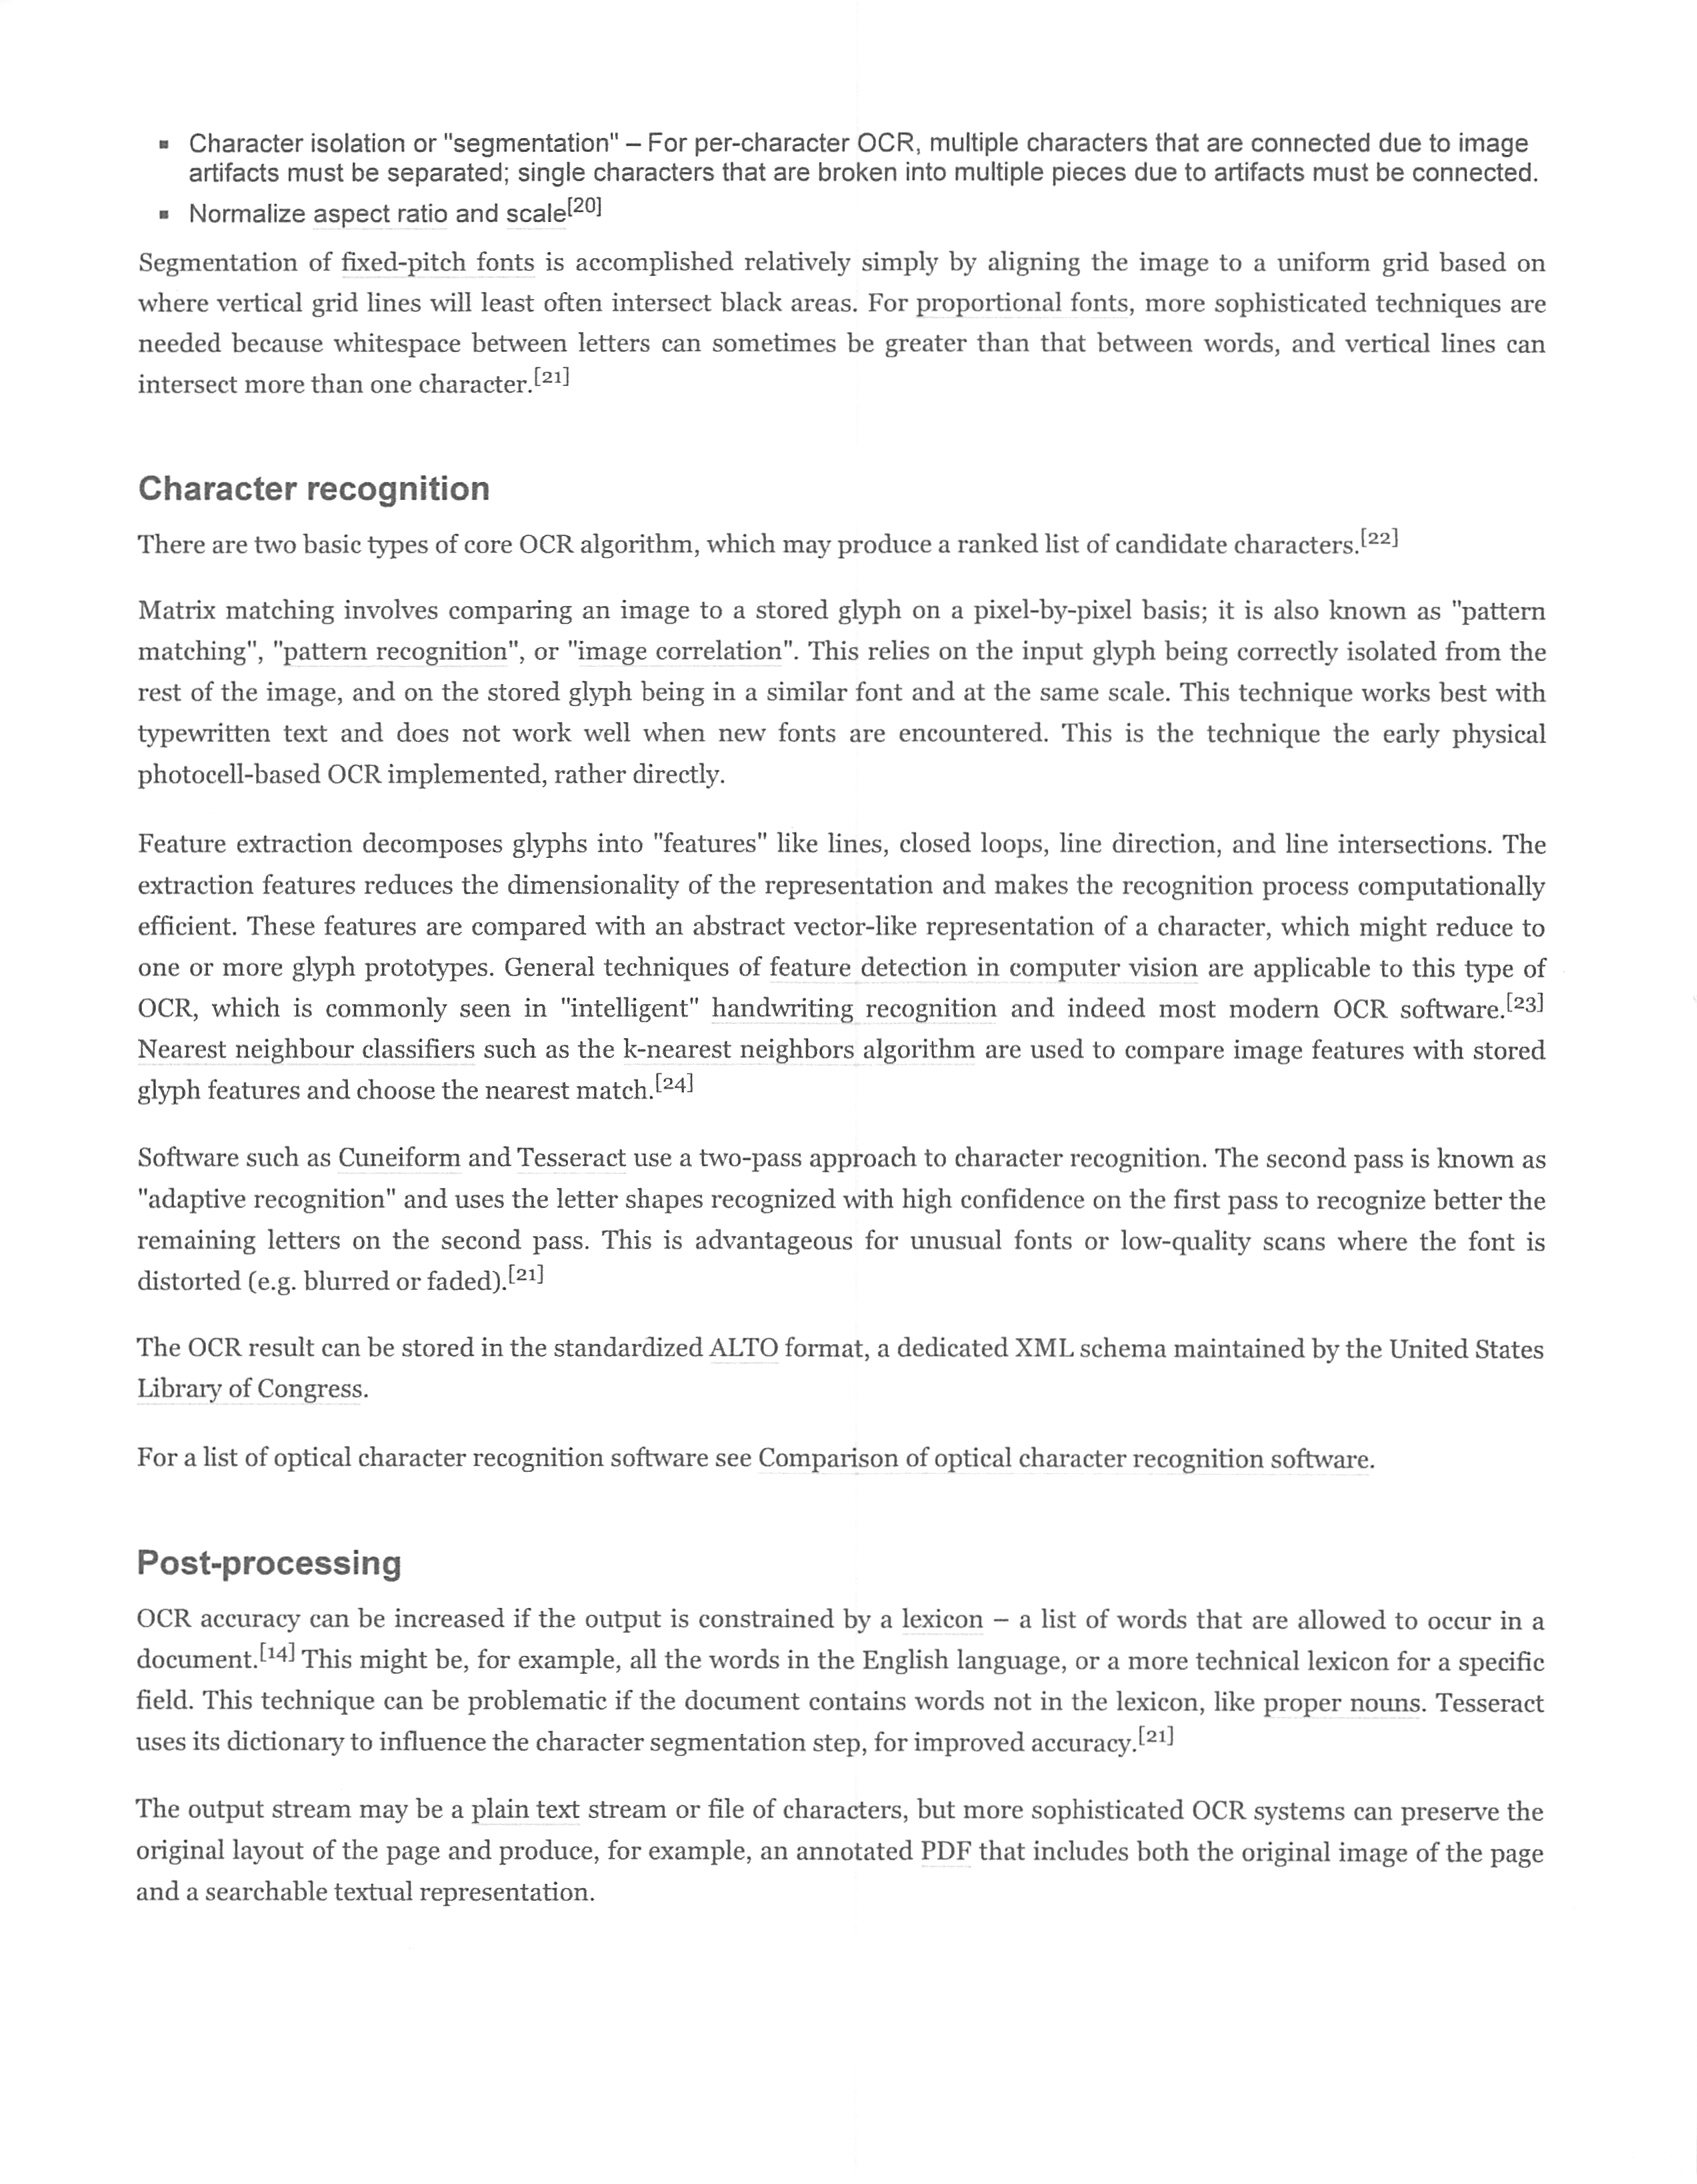 ▪ Character isolation or "segmentation" – For per-character OCR, multiple characters that are connected due to image
artifacts must be separated; single characters that are broken into multiple pieces due to artifacts must be connected.
▪ Normalize aspect ratio and scale[20]
Segmentation of fixed-pitch fonts is accomplished relatively simply by aligning the image to a uniform grid based on
where vertical grid lines will least often intersect black areas. For proportional fonts, more sophisticated techniques are
needed because whitespace between letters can sometimes be greater than that between words, and vertical lines can
intersect more than one character.[21]
Character recognition
There are two basic types of core OCR algorithm, which may produce a ranked list of candidate characters.[22]
Matrix matching involves comparing an image to a stored glyph on a pixel-by-pixel basis; it is also known as "pattern
matching", "pattern recognition", or "image correlation". This relies on the input glyph being correctly isolated from the
rest of the image, and on the stored glyph being in a similar font and at the same scale. This technique works best with
typewritten text and does not work well when new fonts are encountered. This is the technique the early physical
photocell-based OCR implemented, rather directly.
Feature extraction decomposes glyphs into "features" like lines, closed loops, line direction, and line intersections. The
extraction features reduces the dimensionality of the representation and makes the recognition process computationally
efficient. These features are compared with an abstract vector-like representation of a character, which might reduce to
one or more glyph prototypes. General techniques of feature detection in computer vision are applicable to this type of
OCR, which is commonly seen in "intelligent" handwriting recognition and indeed most modern OCR software.[23]
Nearest neighbour classifiers such as the k-nearest neighbors algorithm are used to compare image features with stored
glyph features and choose the nearest match.[24]
Software such as Cuneiform and Tesseract use a two-pass approach to character recognition. The second pass is known as
"adaptive recognition" and uses the letter shapes recognized with high confidence on the first pass to recognize better the
remaining letters on the second pass. This is advantageous for unusual fonts or low-quality scans where the font is
distorted (e.g. blurred or faded).[21]
The OCR result can be stored in the standardized ALTO format, a dedicated XML schema maintained by the United States
Library of Congress.
For a list of optical character recognition software see Comparison of optical character recognition software.
Post-processing
OCR accuracy can be increased if the output is constrained by a lexicon – a list of words that are allowed to occur in a
document.[14] This might be, for example, all the words in the English language, or a more technical lexicon for a specific
field. This technique can be problematic if the document contains words not in the lexicon, like proper nouns. Tesseract
uses its dictionary to influence the character segmentation step, for improved accuracy.[21]
The output stream may be a plain text stream or file of characters, but more sophisticated OCR systems can preserve the
original layout of the page and produce, for example, an annotated PDF that includes both the original image of the page
and a searchable textual representation.